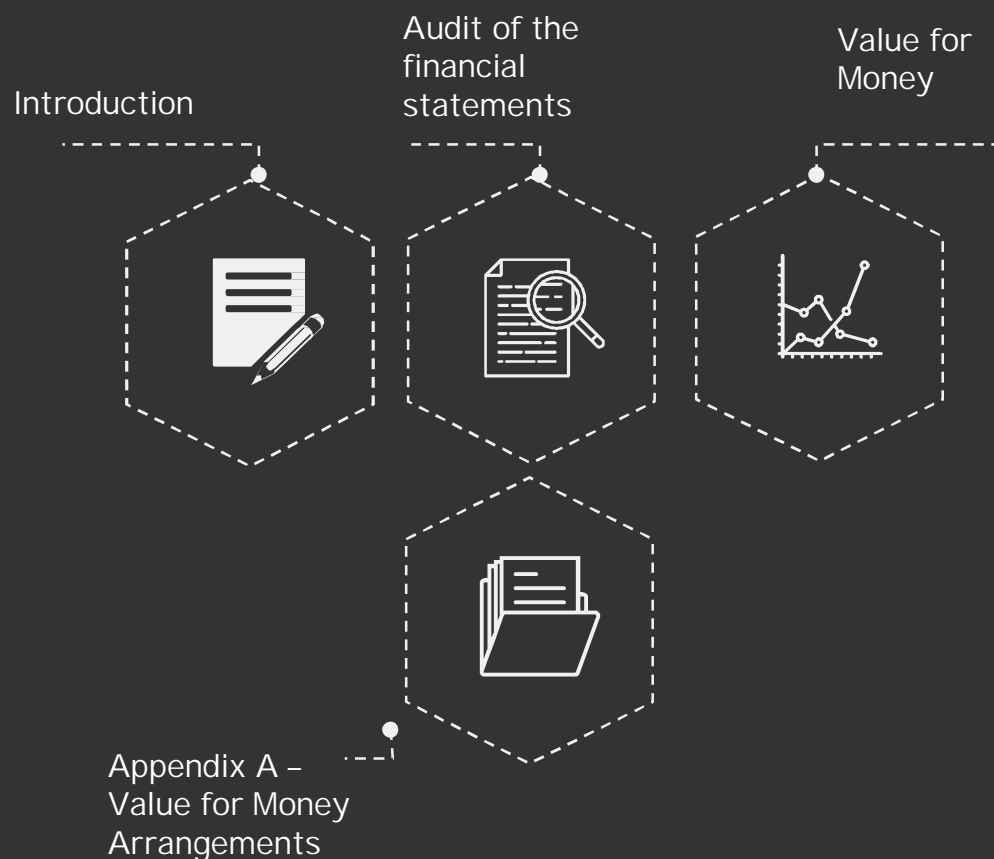 Introduction
Audit of the
financial
statements
Value for
Money
Appendix A –
Value for Money
Arrangements